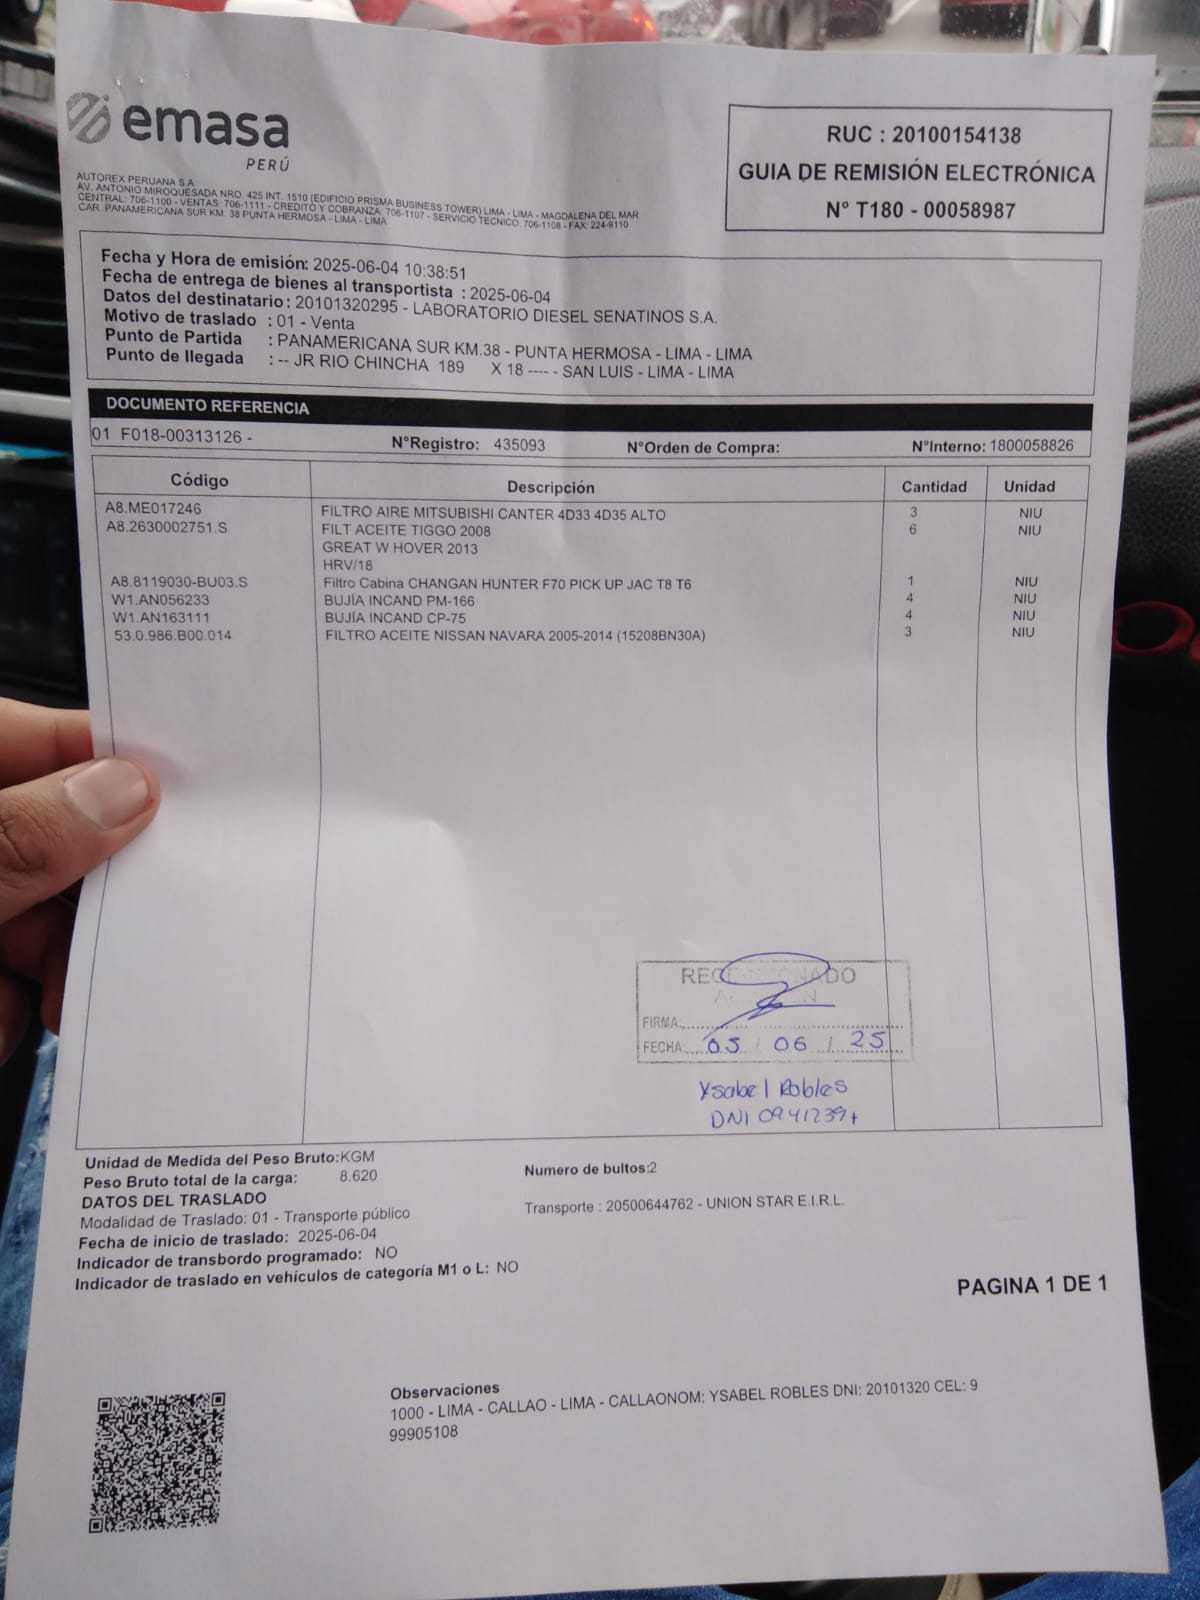 emasa
PERÚ
AUTOREX PERUANA S.A.
AV. ANTONIO MIROQUESADA NRO. 425 INT. 1510 (EDIFICIO PRISMA BUSINESS TOWER) LIMA - LIMA - MAGDALENA DEL MAR
CENTRAL: 706-1100 - VENTAS: 706-1111 - CREDITO Y COBRANZA: 706-1107 - SERVICIO TECNICO: 706-1108 - FAX: 224-9110
CAR. PANAMERICANA SUR KM. 38 PUNTA HERMOSA - LIMA - LIMA
RUC : 20100154138
GUIA DE REMISIÓN ELECTRÓNICA
N° T180 - 00058987
Fecha y Hora de emisión: 2025-06-04 10:38:51
Fecha de entrega de bienes al transportista : 2025-06-04
Datos del destinatario : 20101320295 - LABORATORIO DIESEL SENATINOS S.A.
Motivo de traslado : 01 - Venta
Punto de Partida : PANAMERICANA SUR KM.38 - PUNTA HERMOSA - LIMA - LIMA
Punto de llegada : -- JR RIO CHINCHA 189 X 18 ---- - SAN LUIS - LIMA - LIMA
DOCUMENTO REFERENCIA
01 F018-00313126 - N°Registro: 435093 N°Orden de Compra: N°Interno: 1800058826
Código Descripción Cantidad Unidad
A8.ME017246 FILTRO AIRE MITSUBISHI CANTER 4D33 4D35 ALTO 3 NIU
A8.2630002751.S FILT ACEITE TIGGO 2008 6 NIU
GREAT W HOVER 2013
HRV/18
A8.8119030-BU03.S Filtro Cabina CHANGAN HUNTER F70 PICK UP JAC T8 T6 1 NIU
W1.AN056233 BUJÍA INCAND PM-166 4 NIU
W1.AN163111 BUJÍA INCAND CP-75 4 NIU
53.0.986.B00.014 FILTRO ACEITE NISSAN NAVARA 2005-2014 (15208BN30A) 3 NIU
RECEPCIONADO
FIRMA:
FECHA: 05 / 06 / 25
Ysabel Robles
DNI
Unidad de Medida del Peso Bruto:KGM
Peso Bruto total de la carga: 8.620
Numero de bultos:2
DATOS DEL TRASLADO
Modalidad de Traslado: 01 - Transporte público
Transporte : 20500644762 - UNION STAR E.I.R.L.
Fecha de inicio de traslado: 2025-06-04
Indicador de transbordo programado: NO
Indicador de traslado en vehículos de categoría M1 o L: NO
PAGINA 1 DE 1
Observaciones
1000 - LIMA - CALLAO - LIMA - CALLAONOM: YSABEL ROBLES DNI: 20101320 CEL: 9
99905108